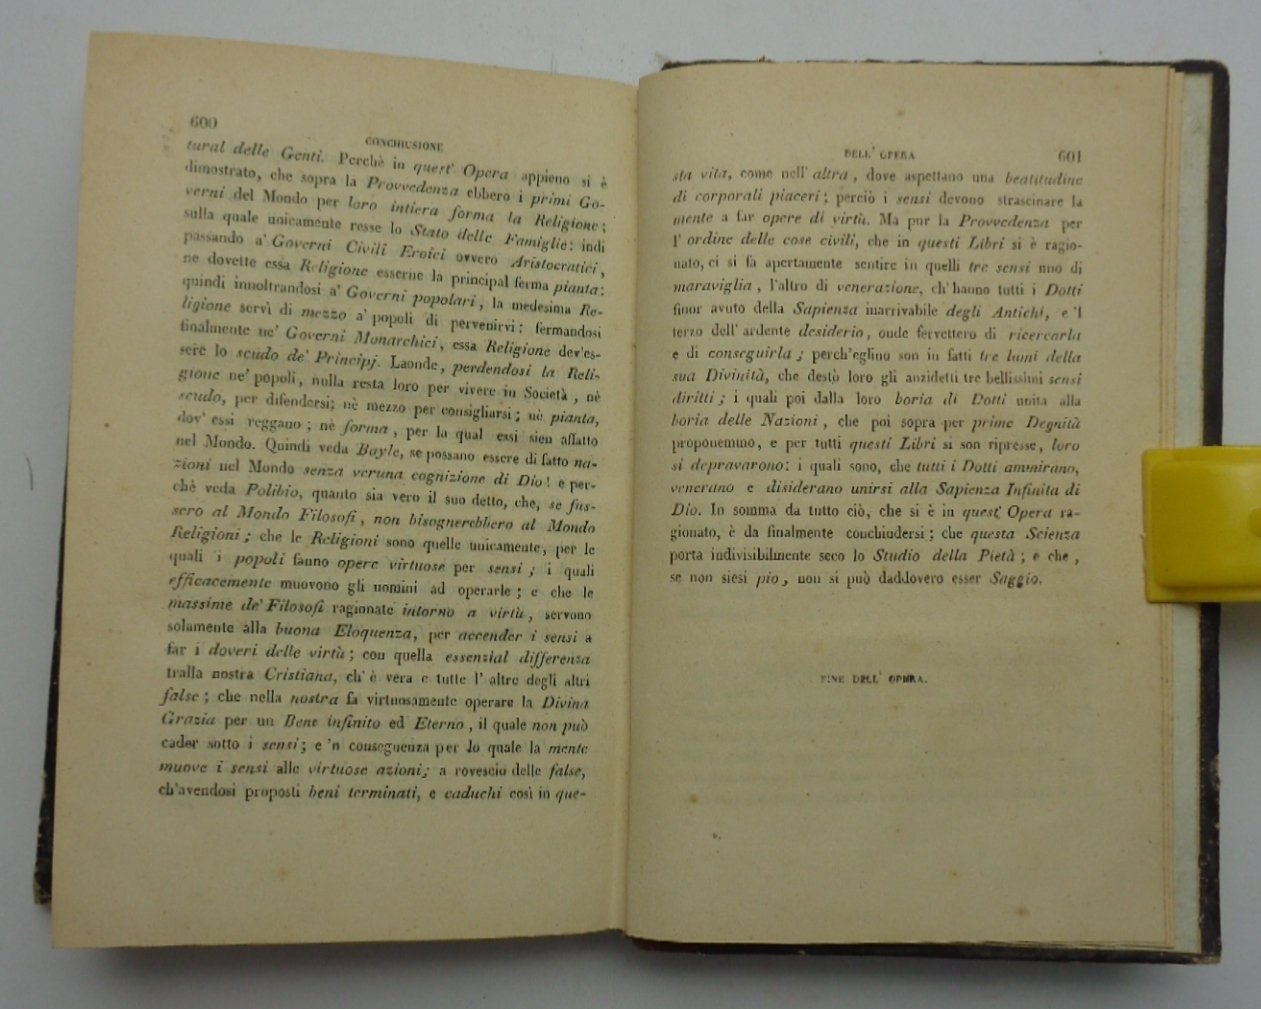 600
CONCHIUSIONE
tural delle Genti. Perchè in quest' Opera appieno si è
dimostrato, che sopra la Provvedenza ebbero i primi Go-
verni del Mondo per loro intiera forma la Religione;
sulla quale unicamente resse lo Stato delle Famiglie: indi
passando a' Governi Civili Eroici ovvero Aristocratici,
ne dovette essa Religione esserne la principal ferma pianta:
quindi innoltrandosi a' Governi popolari, la medesima Re-
ligione servì di mezzo a' popoli di pervenirvi: fermandosi
finalmente ne' Governi Monarchici, essa Religione dev'es-
sere lo scudo de' Principj. Laonde, perdendosi la Reli-
gione ne' popoli, nulla resta loro per vivere in Società, nè
scudo, per difendersi; nè mezzo per consigliarsi; nè pianta,
dov' essi reggano; nè forma, per la qual essi sien affatto
nel Mondo. Quindi veda Bayle, se possano essere di fatto na-
zioni nel Mondo senza veruna cognizione di Dio! e per-
chè veda Polibio, quanto sia vero il suo detto, che, se fus-
sero al Mondo Filosofi, non bisognerebbero al Mondo
Religioni; che le Religioni sono quelle unicamente, per le
quali i popoli fanno opere virtuose per sensi; i quali
efficacemente muovono gli uomini ad operarle; e che le
massime de' Filosofi ragionate intorno a virtù, servono
solamente alla buona Eloquenza, per accender i sensi a
far i doveri delle virtù; con quella essenzial differenza
tralla nostra Cristiana, ch' è vera e tutte l' altre degli altri
false; che nella nostra fa virtuosamente operare la Divina
Grazia per un Bene infinito ed Eterno, il quale non può
cader sotto i sensi; e 'n conseguenza per lo quale la mente
muove i sensi alle virtuose azioni; a rovescio delle false,
ch'avendosi proposti beni terminati, e caduchi così in que-
DELL' OPERA
601
sta vita, come nell' altra, dove aspettano una beatitudine
di corporali piaceri; perciò i sensi devono strascinare la
mente a far opere di virtù. Ma pur la Provvedenza per
l' ordine delle cose civili, che in questi Libri si è ragio-
nato, ci si fa apertamente sentire in quelli tre sensi uno di
maraviglia, l'altro di venerazione, ch' hanno tutti i Dotti
finor avuto della Sapienza inarrivabile degli Antichi, e 'l
terzo dell' ardente desiderio, onde fervettero di ricercarla
e di conseguirla; perch'eglino son in fatti tre lumi della
sua Divinità, che destò loro gli anzidetti tre bellissimi sensi
diritti; i quali poi dalla loro boria di Dotti unita alla
boria delle Nazioni, che poi sopra per prime Degnità
proponemmo, e per tutti questi Libri si son ripresse, loro
si depravarono: i quali sono, che tutti i Dotti ammirano,
venerano e disiderano unirsi alla Sapienza Infinita di
Dio. In somma da tutto ciò, che si è in quest' Opera ra-
gionato, è da finalmente conchiudersi; che questa Scienza
porta indivisibilmente seco lo Studio della Pietà; e che,
se non siesi pio, non si può daddovero esser Saggio.
FINE DELL' OPERA.